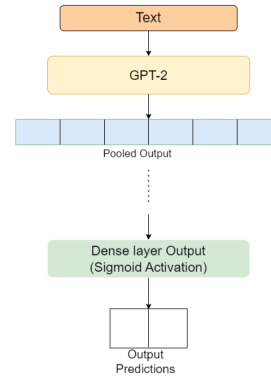 Text
GPT-2
Pooled Output
Dense layer Output
(Sigmoid Activation)
Output
Predictions